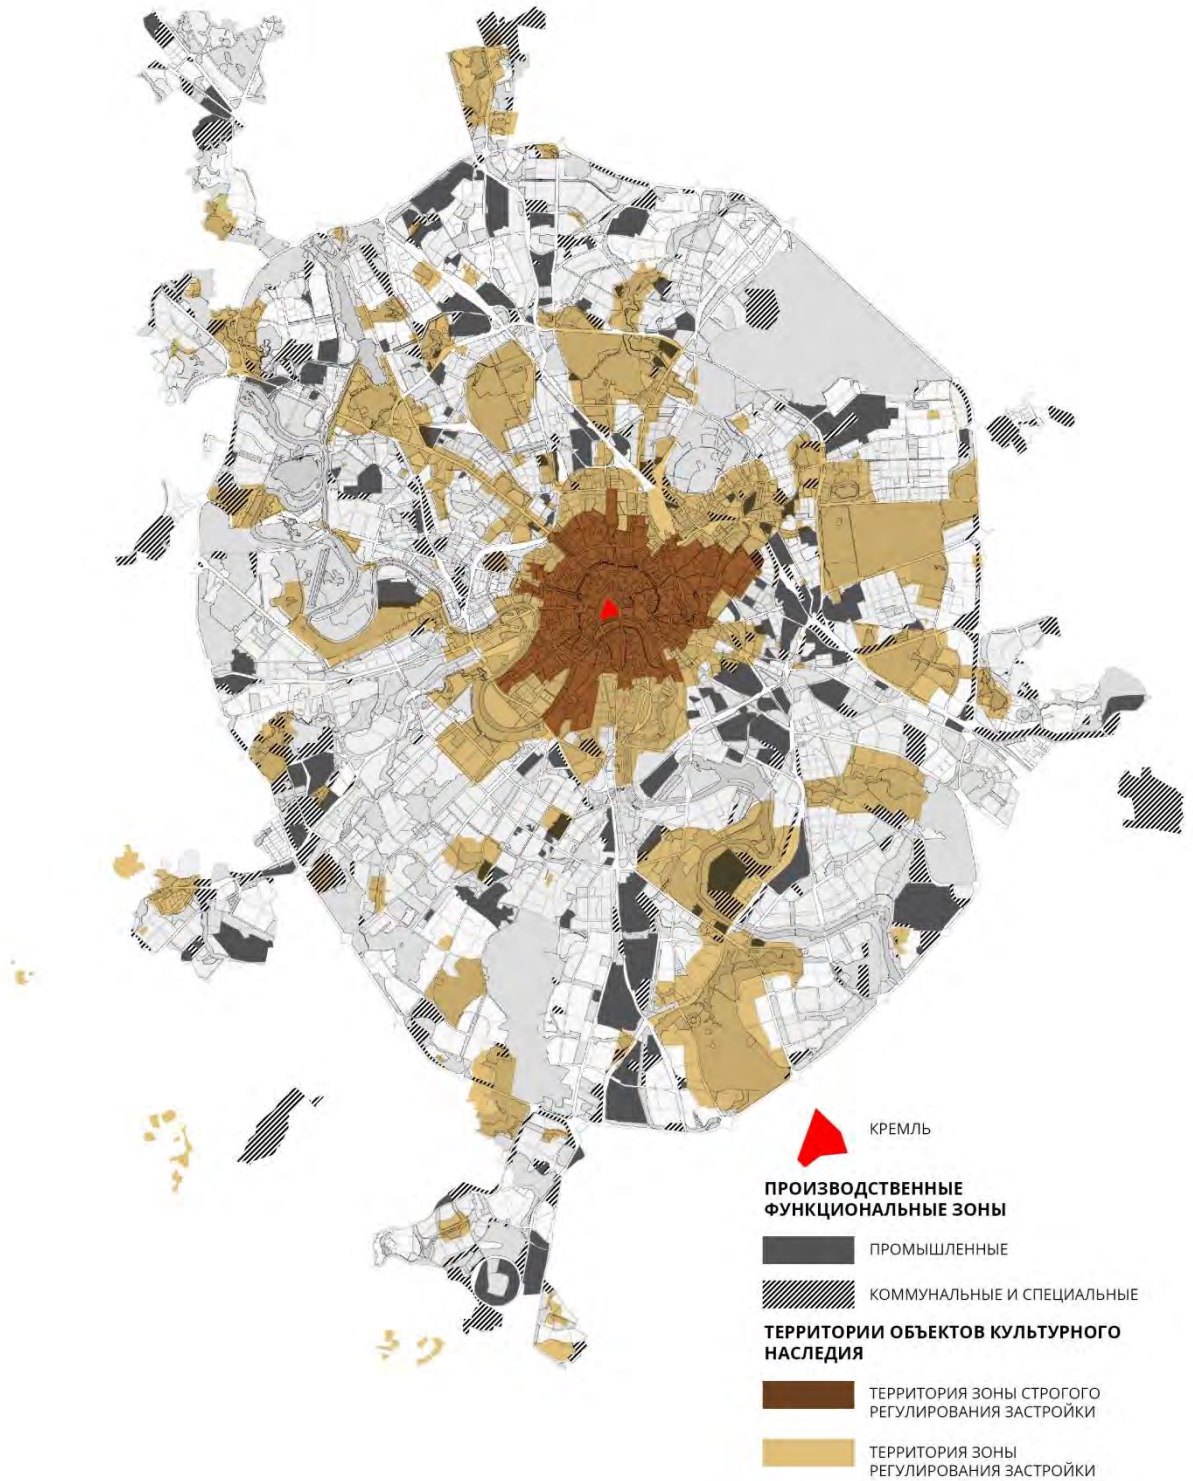 КРЕМЛЬ
ПРОИЗВОДСТВЕННЫЕ
ФУНКЦИОНАЛЬНЫЕ ЗОНЫ
ПРОМЫШЛЕННЫЕ
КОММУНАЛЬНЫЕ И СПЕЦИАЛЬНЫЕ
ТЕРРИТОРИИ ОБЪЕКТОВ КУЛЬТУРНОГО
НАСЛЕДИЯ
ТЕРРИТОРИЯ ЗОНЫ СТРОГОГО
РЕГУЛИРОВАНИЯ ЗАСТРОЙКИ
ТЕРРИТОРИЯ ЗОНЫ
РЕГУЛИРОВАНИЯ ЗАСТРОЙКИ